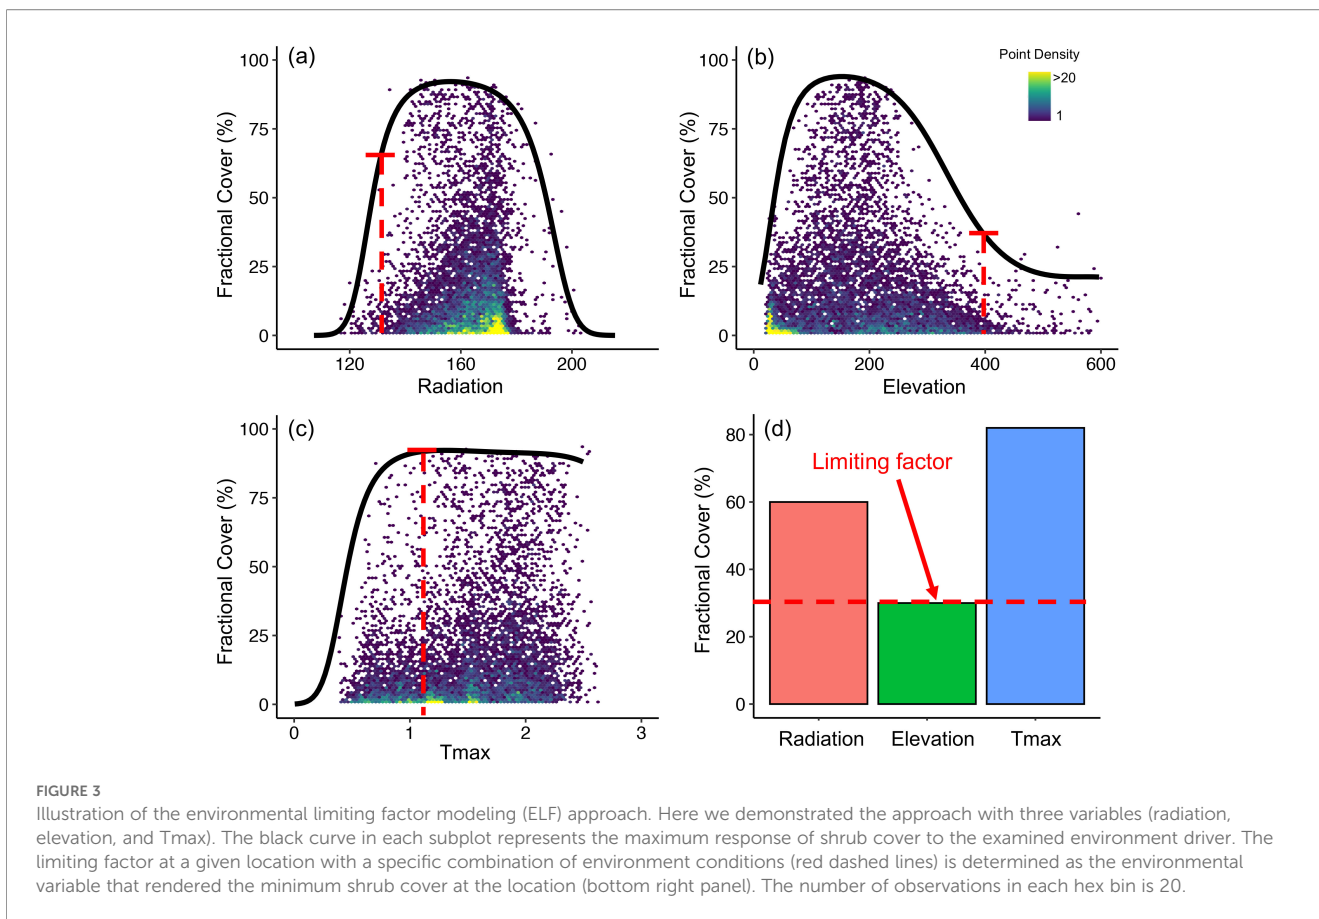 (a)
100
75
50
25
0
Fractional Cover (%)
120
160
200
Radiation
(b)
100
75
50
25
0
Fractional Cover (%)
0
200
400
600
Elevation
Point Density
>20
1
(c)
100
75
50
25
0
Fractional Cover (%)
0
1
2
3
Tmax
(d)
80
60
40
20
0
Fractional Cover (%)
Limiting factor
Radiation
Elevation
Tmax
FIGURE 3
Illustration of the environmental limiting factor modeling (ELF) approach. Here we demonstrated the approach with three variables (radiation,
elevation, and Tmax). The black curve in each subplot represents the maximum response of shrub cover to the examined environment driver. The
limiting factor at a given location with a specific combination of environment conditions (red dashed lines) is determined as the environmental
variable that rendered the minimum shrub cover at the location (bottom right panel). The number of observations in each hex bin is 20.